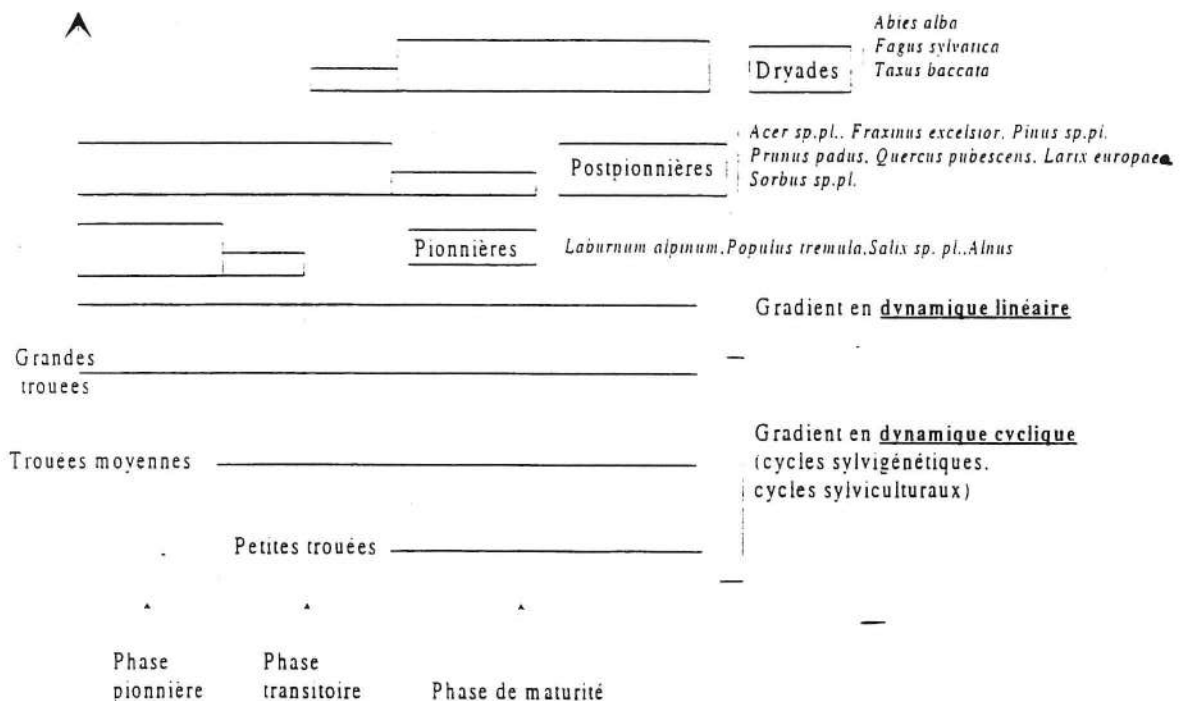 Abies alba
Fagus sylvatica
Dryades
Taxus baccata
Acer sp.pl., Fraxinus excelsior, Pinus sp.pl.
Postpionnières
Prunus padus, Quercus pubescens, Larix europaea
Sorbus sp.pl.
Pionnières
Laburnum alpinum, Populus tremula, Salix sp. pl., Alnus
Gradient en dynamique linéaire
Grandes
trouées
Gradient en dynamique cyclique
(cycles sylvigénétiques,
cycles sylviculturaux)
Trouées moyennes
Petites trouées
Phase
pionnière
Phase
transitoire
Phase de maturité